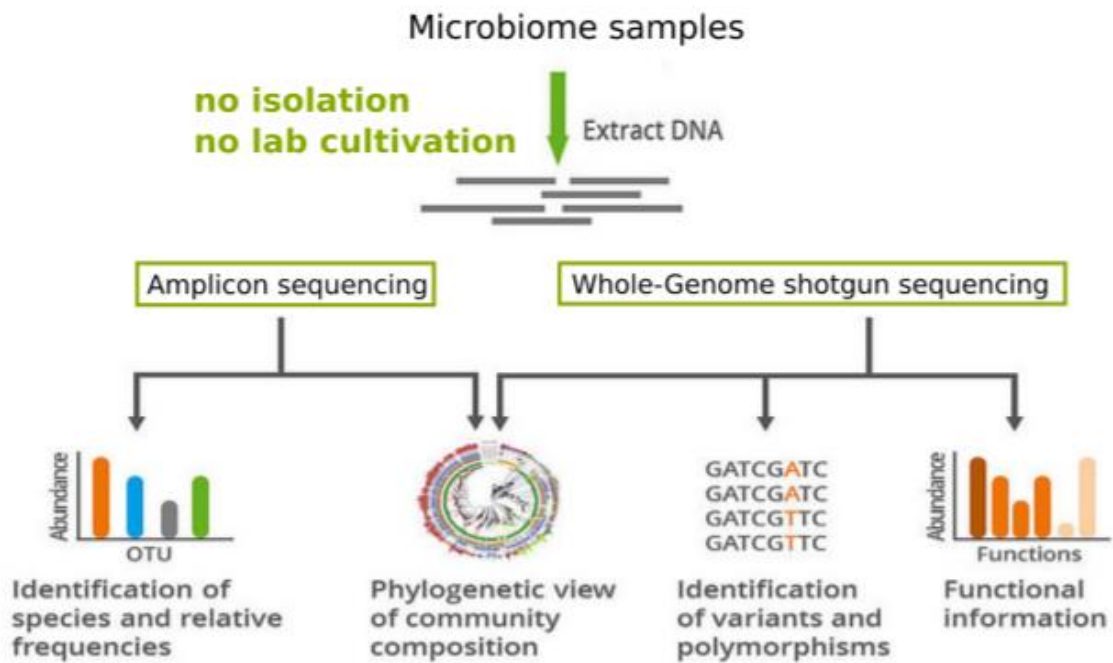 Microbiome samples
no isolation
no lab cultivation
Extract DNA
Amplicon sequencing
Whole-Genome shotgun sequencing
Abundance
OTU
Identification of
species and relative
frequencies
Phylogenetic view
of community
composition
GATCGATC
GATCGATC
GATCGTTC
GATCGTTC
Identification
of variants and
polymorphisms
Abundance
Functions
Functional
information